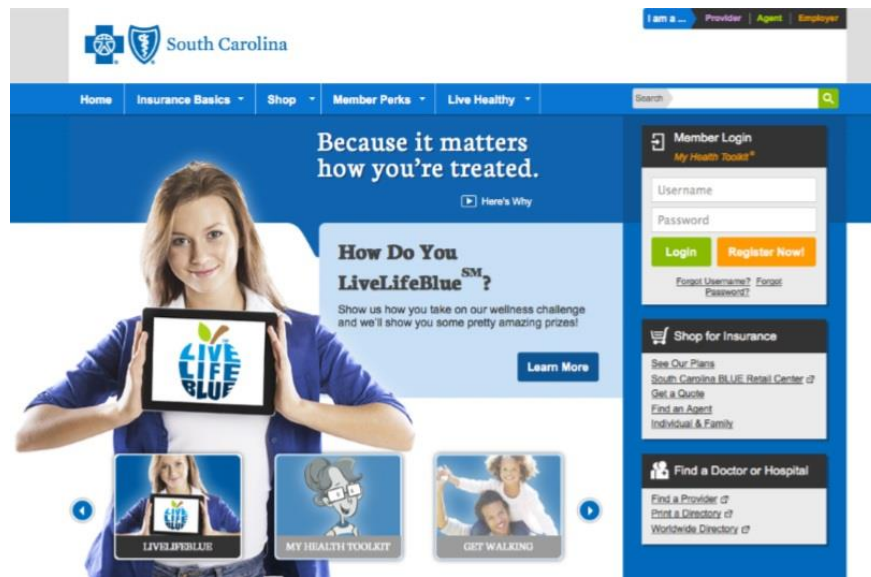 South Carolina
I am a ... Provider | Agent | Employer
Home Insurance Basics Shop Member Perks Live Healthy
Search
Because it matters
how you're treated.
Here's Why
How Do You
LiveLifeBlue℠?
Show us how you take on our wellness challenge
and we'll show you some pretty amazing prizes!
Learn More
LIVE
LIFE
BLUE
LIVELIFEBLUE
MY HEALTH TOOLKIT
GET WALKING
Member Login
My Health Toolkit®
Username
Password
Login Register Now!
Forgot Username? Forgot
Password?
Shop for Insurance
See Our Plans
South Carolina BLUE Retail Center
Get a Quote
Find an Agent
Individual & Family
Find a Doctor or Hospital
Find a Provider
Print a Directory
Worldwide Directory